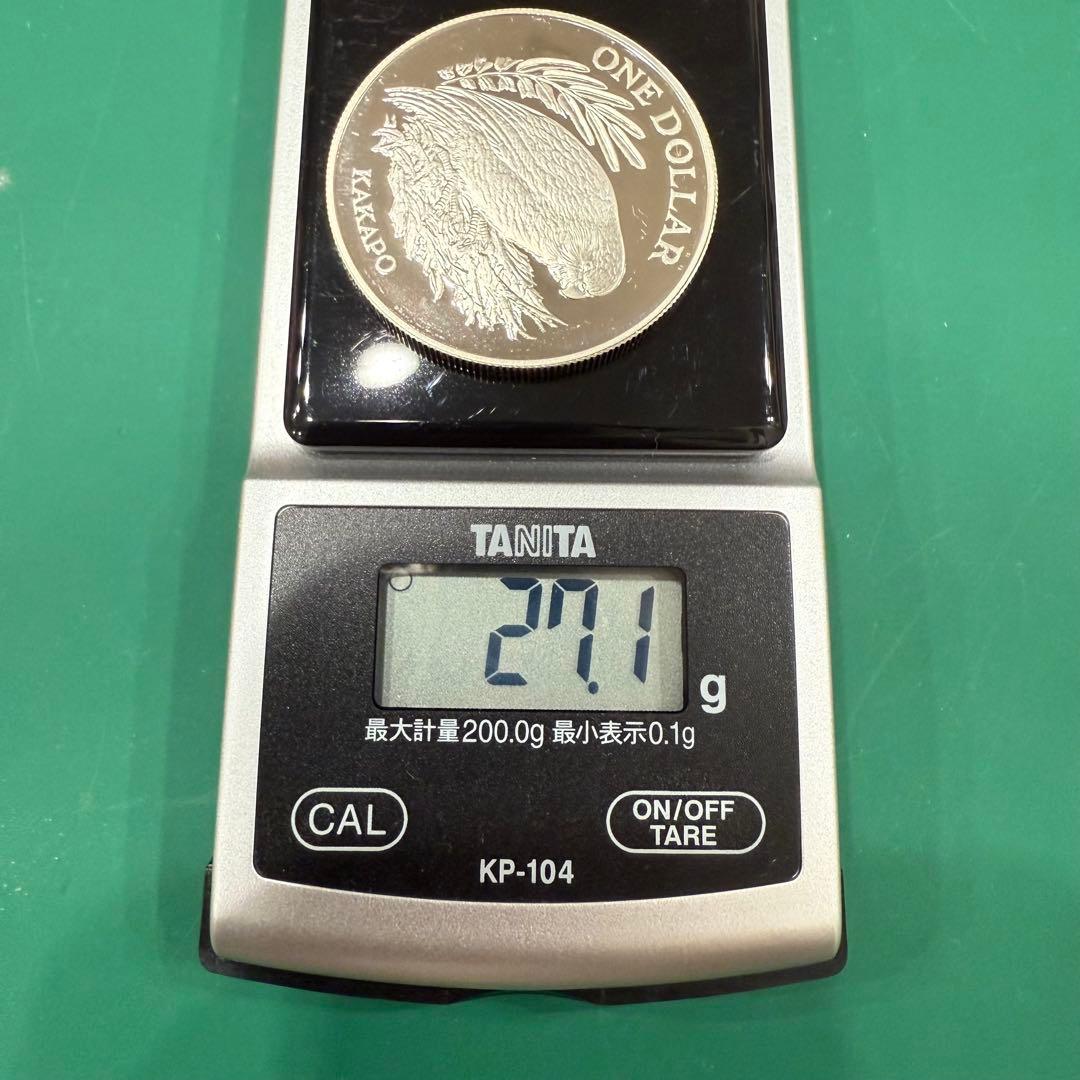 ONE DOLLAR
KAKAPO
TANITA
27.1
g
最大計量200.0g 最小表示0.1g
CAL
ON/OFF
TARE
KP-104